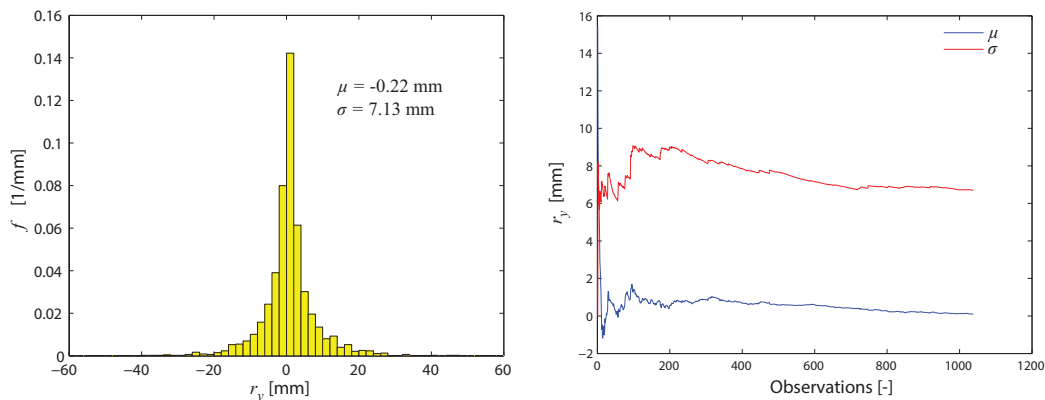 0.16
0.14
0.12
0.1
0.08
0.06
0.04
0.02
0
f [1/mm]
μ = -0.22 mm
σ = 7.13 mm
−60 −40 −20 0 20 40 60
r_y [mm]
16
14
12
10
8
6
4
2
0
−2
r_y [mm]
μ
σ
0 200 400 600 800 1000 1200
Observations [-]